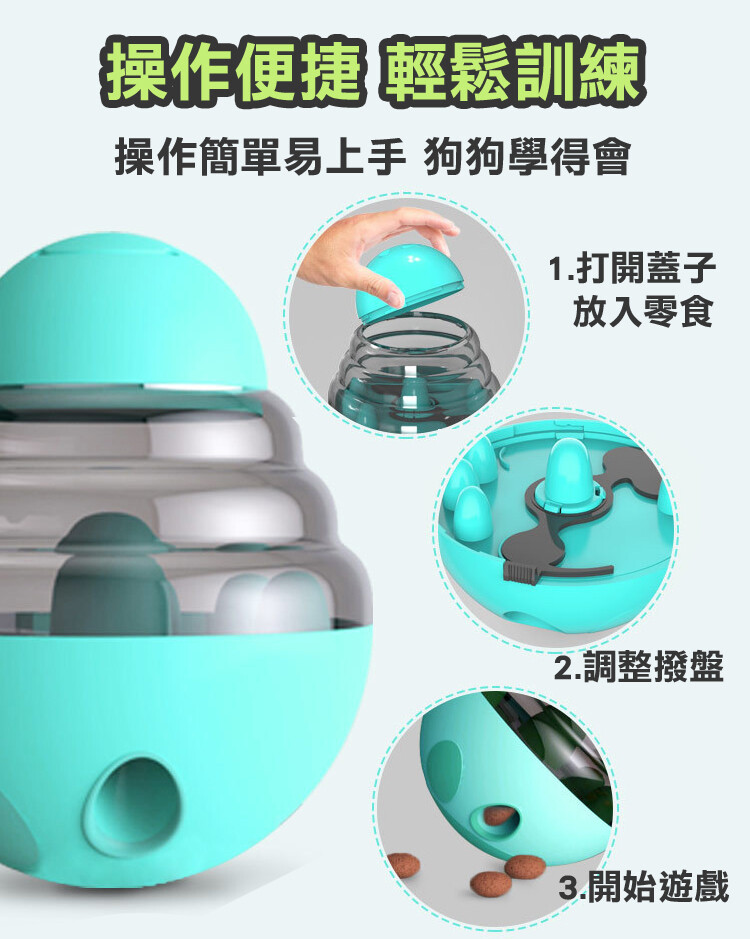 操作便捷 輕鬆訓練
操作簡單易上手 狗狗學得會
1.打開蓋子
放入零食
2.調整撥盤
3.開始遊戲